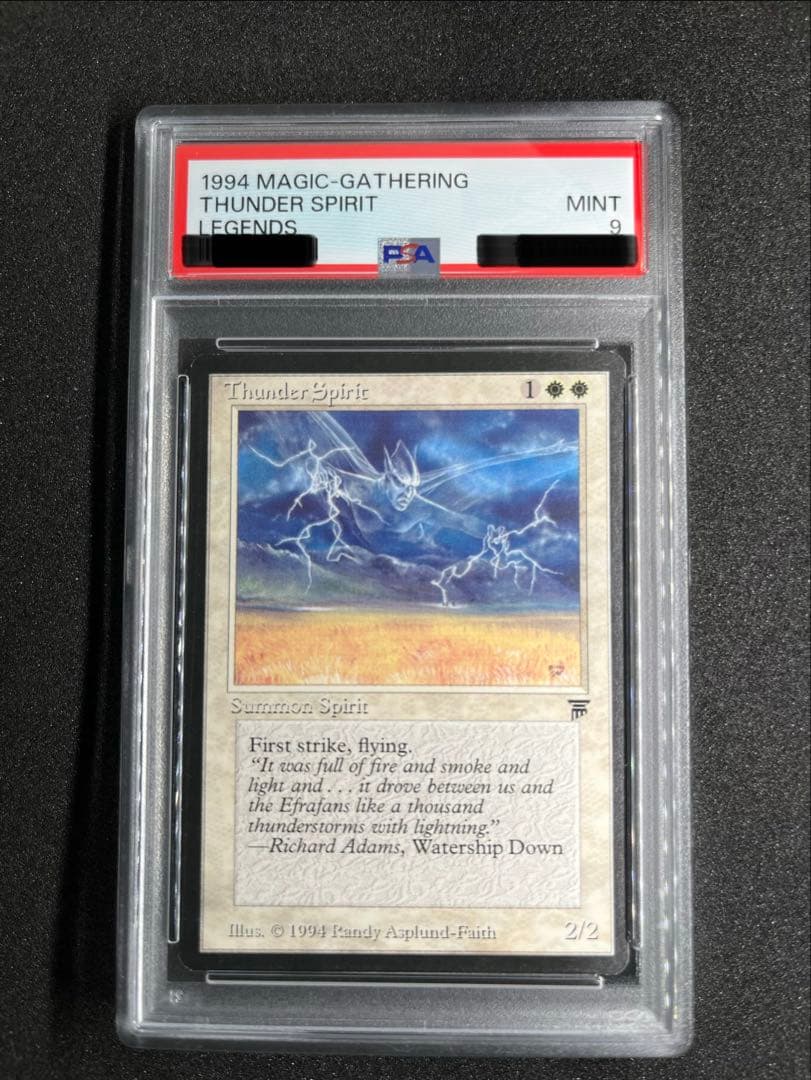 1994 MAGIC-GATHERING
THUNDER SPIRIT MINT
LEGENDS 9
PSA
Thunder Spirit 1
Summon Spirit
First strike, flying.
“It was full of fire and smoke and
light and . . . it drove between us and
the Efrafans like a thousand
thunderstorms with lightning.”
—Richard Adams, Watership Down
Illus. © 1994 Randy Asplund-Faith 2/2